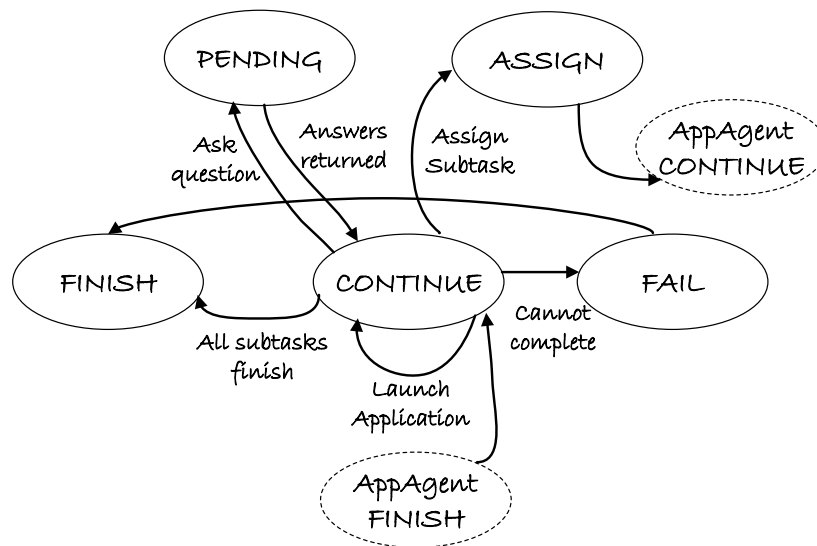 PENDING
ASSIGN
Ask
question
Answers
returned
Assign
Subtask
AppAgent
CONTINUE
FINISH
CONTINUE
FAIL
All subtasks
finish
Cannot
complete
Launch
Application
AppAgent
FINISH